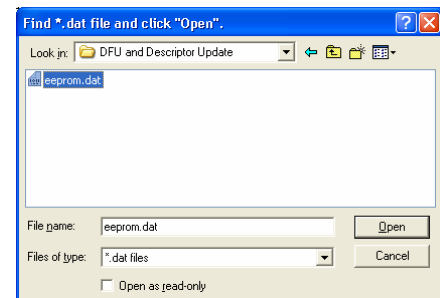 Find *.dat file and click "Open".
Look in: DFU and Descriptor Update
eeprom.dat
File name: eeprom.dat Open
Files of type: *.dat files Cancel
Open as read-only